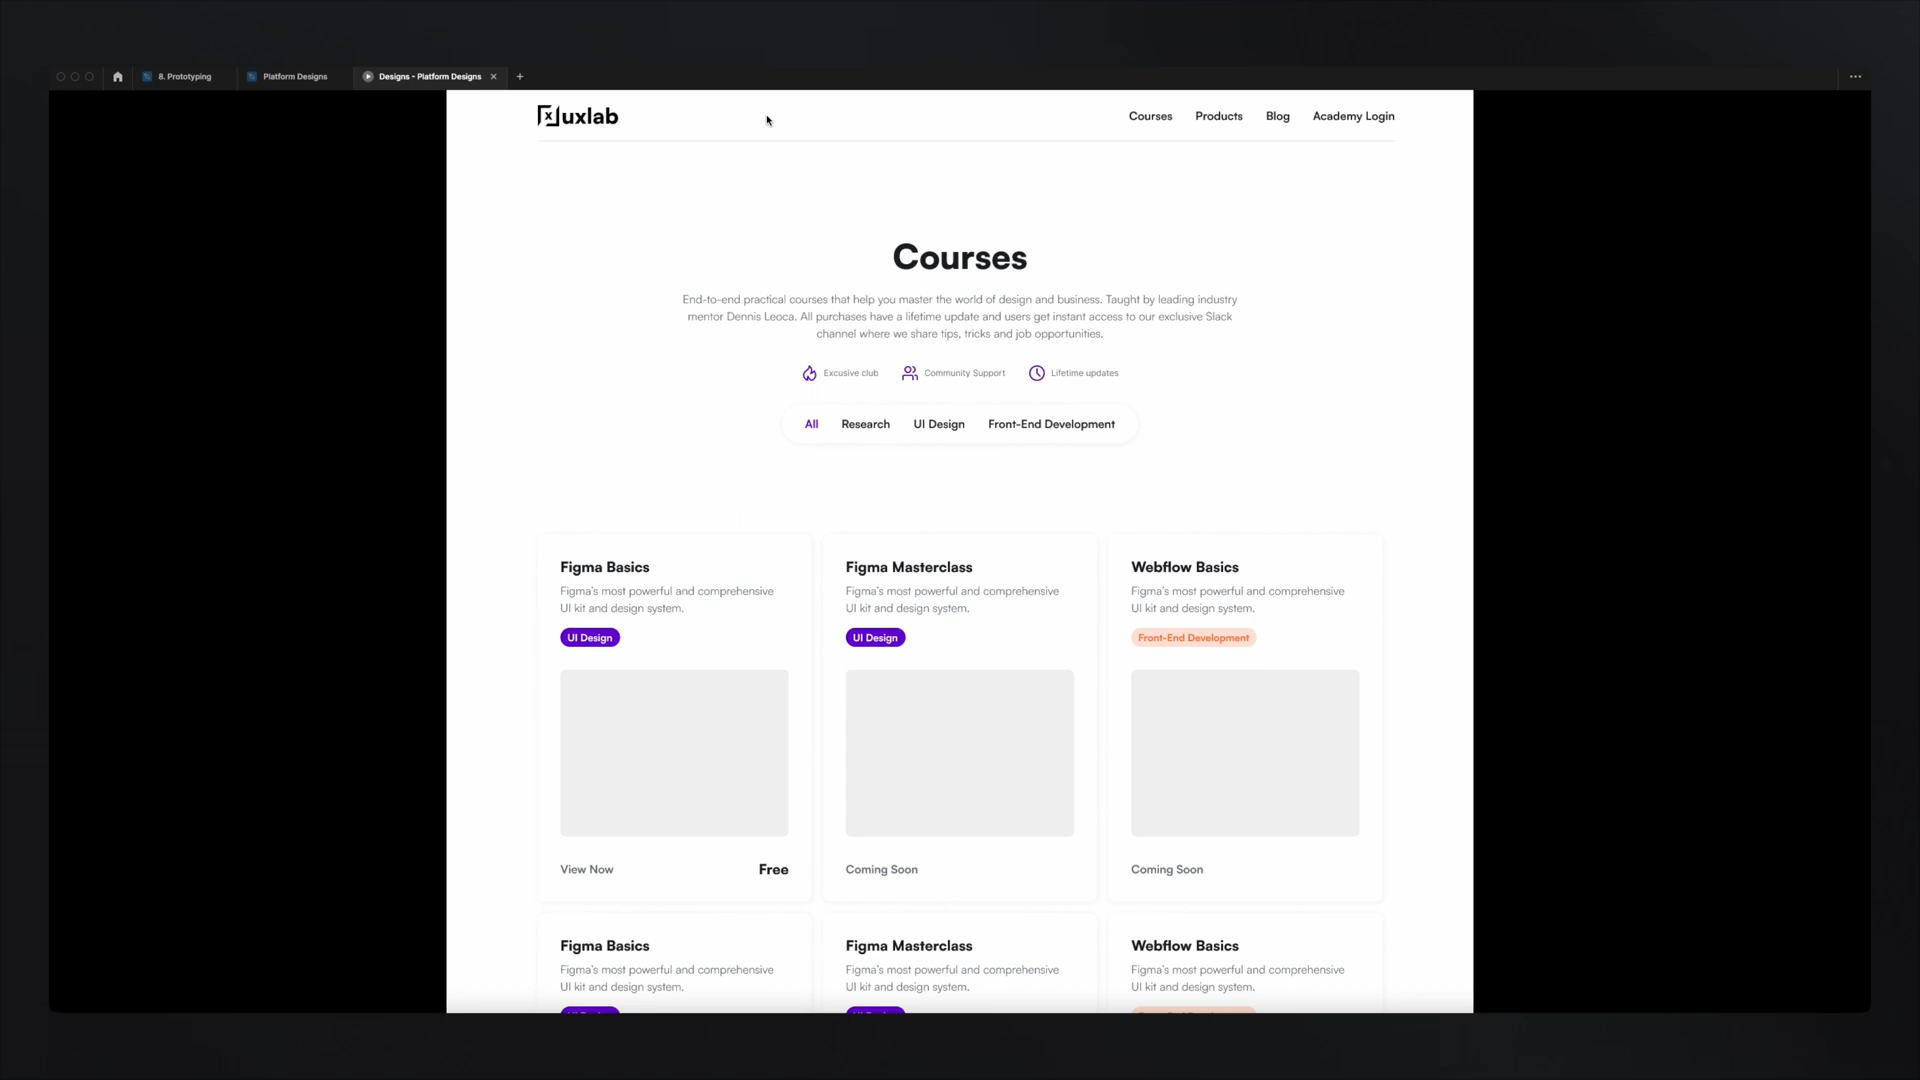 8. Prototyping
Platform Designs
Designs - Platform Designs
uxlab
Courses
Products
Blog
Academy Login
Courses
End-to-end practical courses that help you master the world of design and business. Taught by leading industry
mentor Dennis Leoca. All purchases have a lifetime update and users get instant access to our exclusive Slack
channel where we share tips, tricks and job opportunities.
Excusive club
Community Support
Lifetime updates
All
Research
UI Design
Front-End Development
Figma Basics
Figma's most powerful and comprehensive
UI kit and design system.
UI Design
View Now
Free
Figma Masterclass
Figma's most powerful and comprehensive
UI kit and design system.
UI Design
Coming Soon
Webflow Basics
Figma's most powerful and comprehensive
UI kit and design system.
Front-End Development
Coming Soon
Figma Basics
Figma's most powerful and comprehensive
UI kit and design system.
Figma Masterclass
Figma's most powerful and comprehensive
UI kit and design system.
Webflow Basics
Figma's most powerful and comprehensive
UI kit and design system.